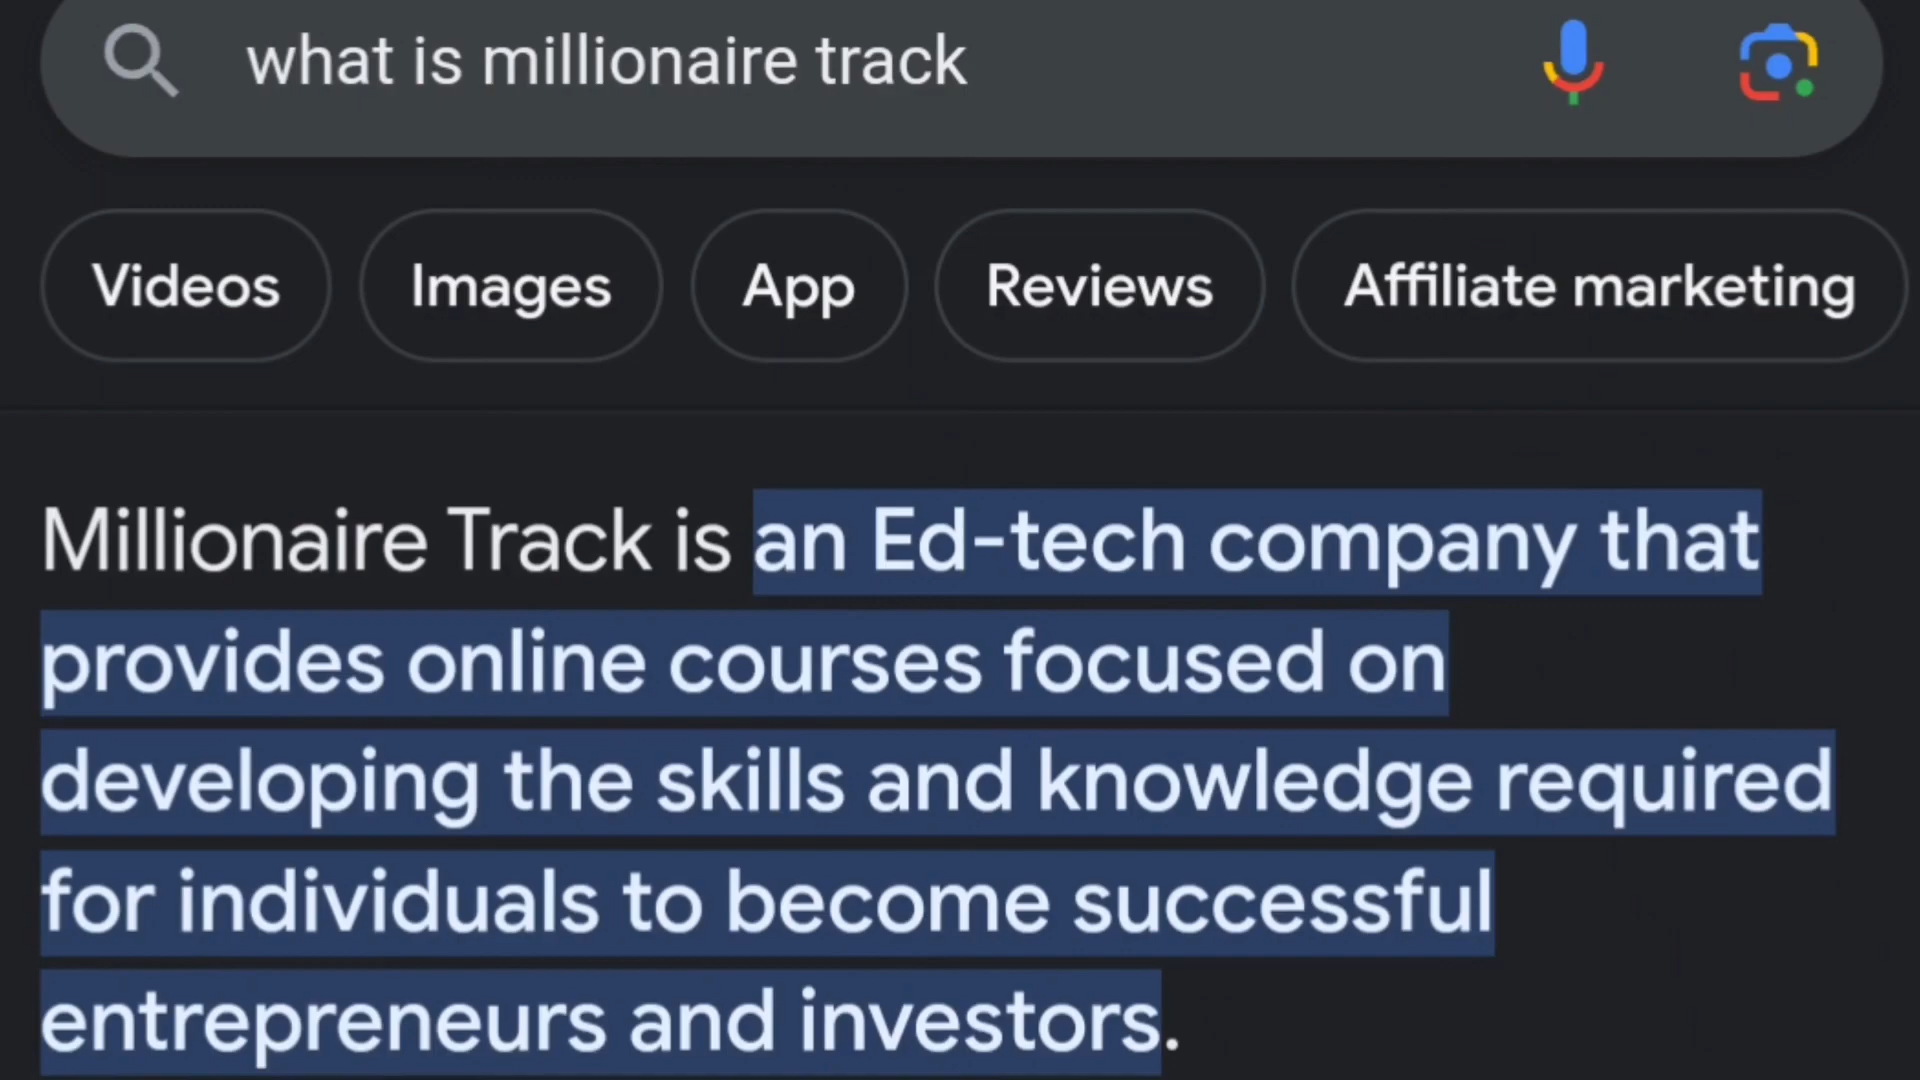 what is millionaire track
Videos Images App Reviews Affiliate marketing
Millionaire Track is an Ed-tech company that
provides online courses focused on
developing the skills and knowledge required
for individuals to become successful
entrepreneurs and investors.